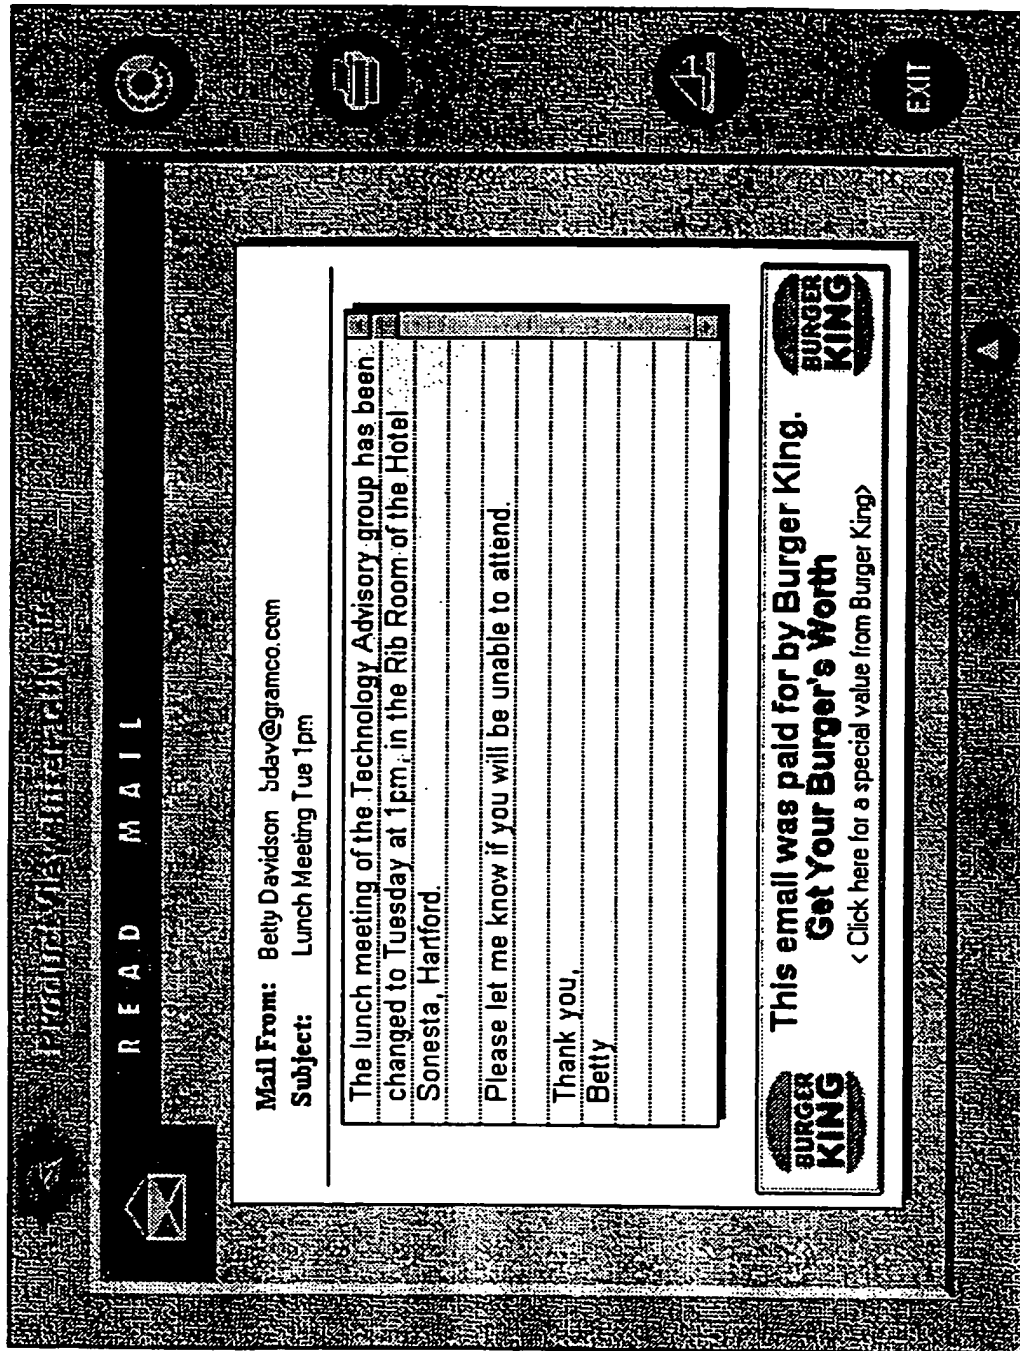 READ MAIL
Mail From: Betty Davidson bdav@gramco.com
Subject: Lunch Meeting Tue 1pm
The lunch meeting of the Technology Advisory group has been
changed to Tuesday at 1pm, in the Rib Room of the Hotel
Sonesta, Hartford.
Please let me know if you will be unable to attend.
Thank you,
Betty
BURGER
KING
This email was paid for by Burger King.
Get Your Burger's Worth
< Click here for a special value from Burger King>
BURGER
KING
EXIT